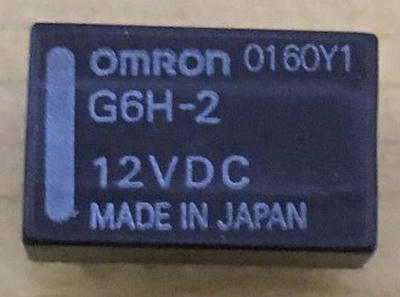 omRon 0160Y1
G6H-2
12VDC
MADE IN JAPAN